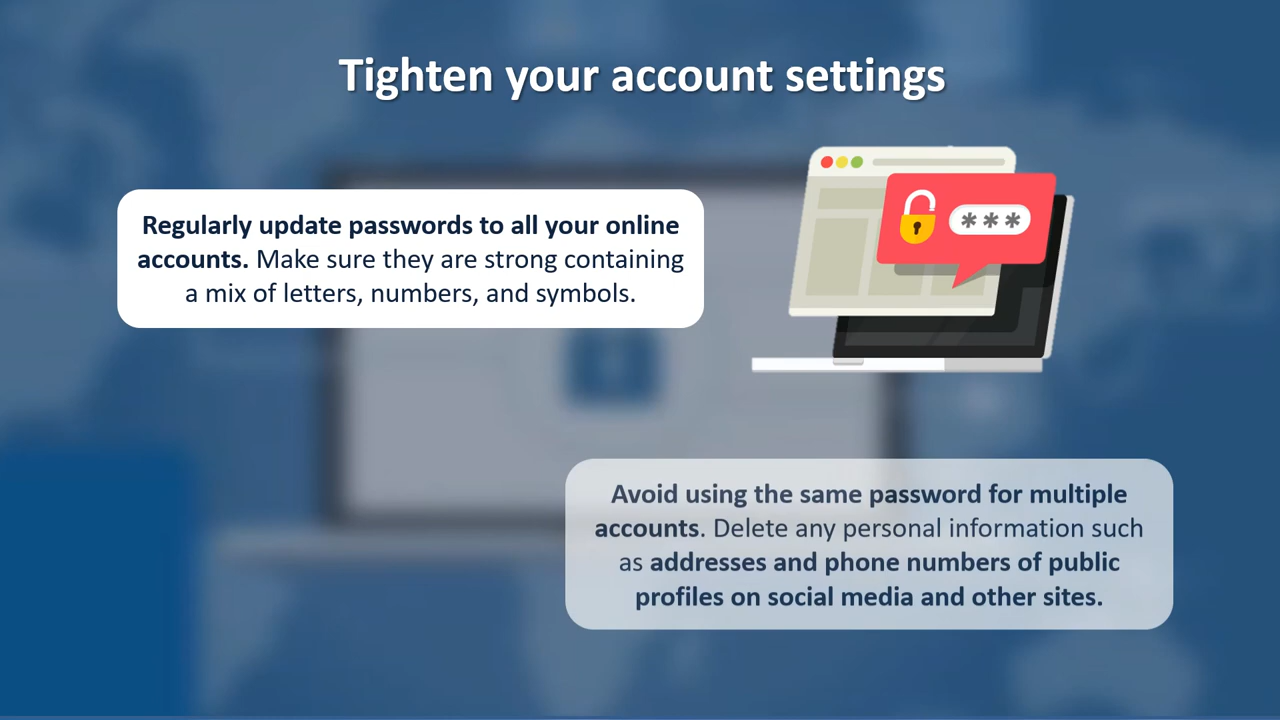 Tighten your account settings
Regularly update passwords to all your online
accounts. Make sure they are strong containing
a mix of letters, numbers, and symbols.
***
Avoid using the same password for multiple
accounts. Delete any personal information such
as addresses and phone numbers of public
profiles on social media and other sites.